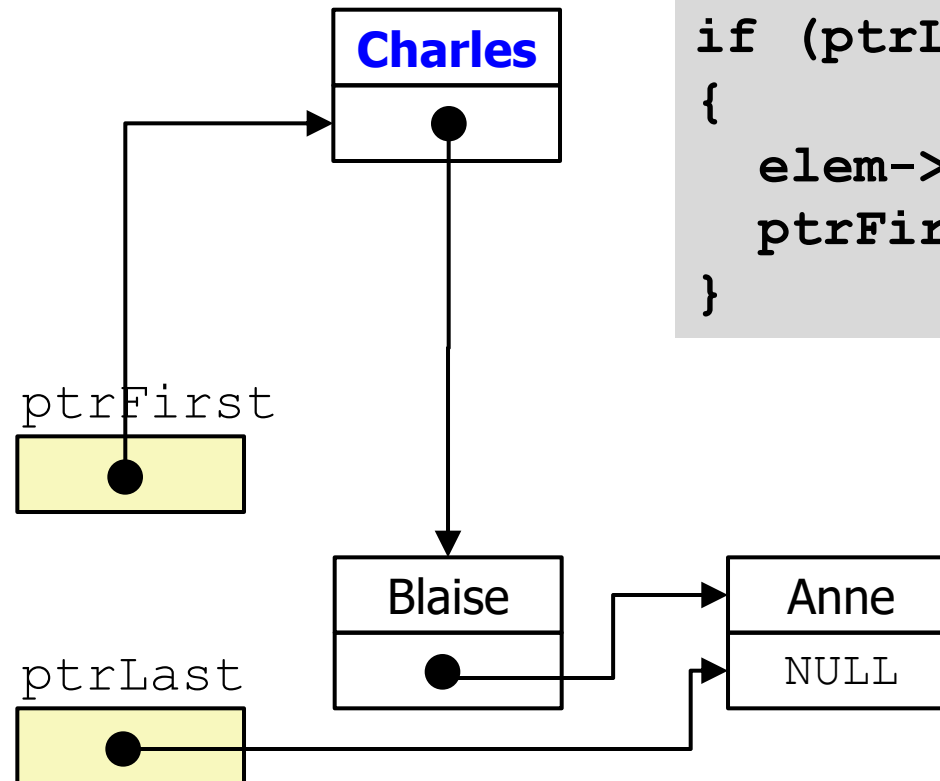 Charles
if (ptrL
{
elem->
ptrFir
}
ptrFirst
Blaise
Anne
ptrLast
NULL